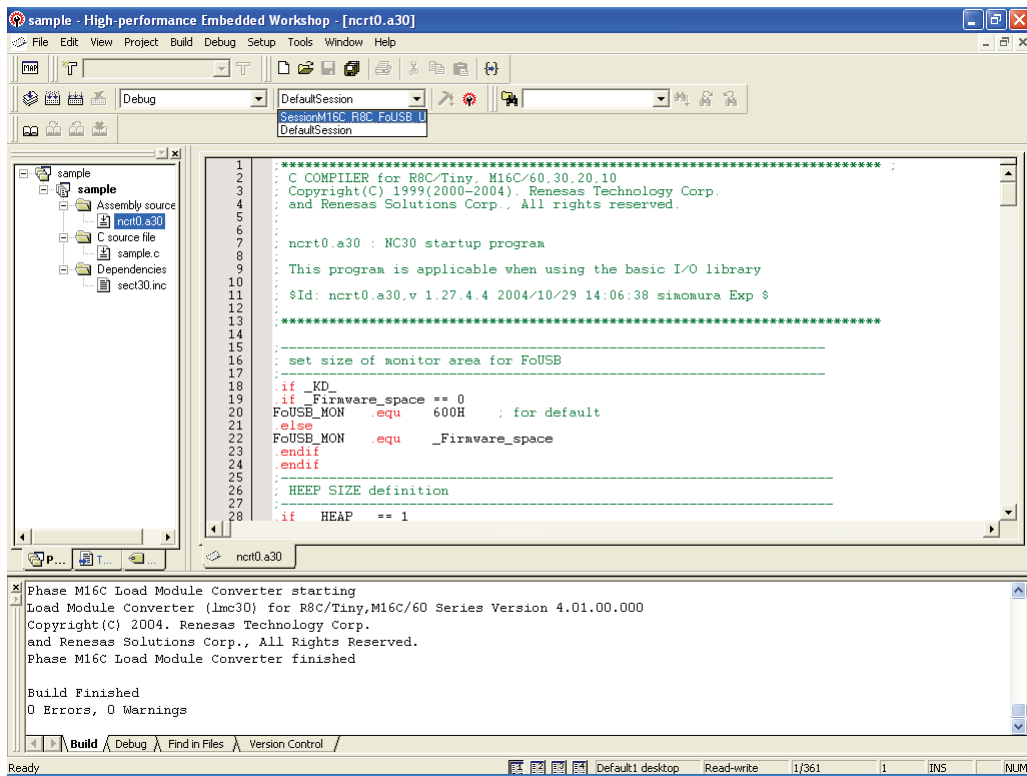 sample - High-performance Embedded Workshop - [ncrt0.a30]
File Edit View Project Build Debug Setup Tools Window Help
MAP
Debug
DefaultSession
SessionM16C_R8C_FoUSB_U
DefaultSession
sample
sample
Assembly source
ncrt0.a30
C source file
sample.c
Dependencies
sect30.inc
P... T... ...
1 ;*************************************************************************** ;
2 ; C COMPILER for R8C/Tiny, M16C/60,30,20,10
3 ; Copyright(C) 1999(2000-2004). Renesas Technology Corp.
4 ; and Renesas Solutions Corp., All rights reserved.
5 ;
6 ;
7 ; ncrt0.a30 : NC30 startup program
8 ;
9 ; This program is applicable when using the basic I/O library
10 ;
11 ; $Id: ncrt0.a30,v 1.27.4.4 2004/10/29 14:06:38 simomura Exp $
12 ;
13 ;***************************************************************************
14
15 ;--------------------------------------------------------------------
16 ; set size of monitor area for FoUSB
17 ;--------------------------------------------------------------------
18 .if _KD_
19 .if _Firmware_space == 0
20 FoUSB_MON .equ 600H ; for default
21 .else
22 FoUSB_MON .equ _Firmware_space
23 .endif
24 .endif
25 ;---------------------------------------------------------------------
26 ; HEEP SIZE definition
27 ;---------------------------------------------------------------------
28 .if __HEAP__ == 1
ncrt0.a30
Phase M16C Load Module Converter starting
Load Module Converter (lmc30) for R8C/Tiny,M16C/60 Series Version 4.01.00.000
Copyright(C) 2004. Renesas Technology Corp.
and Renesas Solutions Corp., All Rights Reserved.
Phase M16C Load Module Converter finished
Build Finished
0 Errors, 0 Warnings
Build Debug Find in Files Version Control
Ready 1 2 3 4 Default1 desktop Read-write 1/361 1 INS NUM